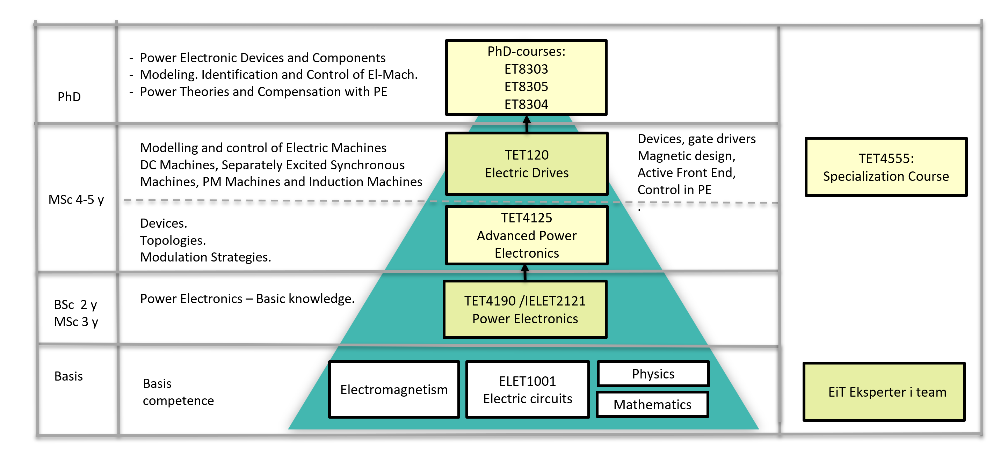 PhD
- Power Electronic Devices and Components
- Modeling. Identification and Control of El-Mach.
- Power Theories and Compensation with PE
PhD-courses:
ET8303
ET8305
ET8304
MSc 4-5 y
Modelling and control of Electric Machines
DC Machines, Separately Excited Synchronous
Machines, PM Machines and Induction Machines
TET120
Electric Drives
Devices, gate drivers
Magnetic design,
Active Front End,
Control in PE
.
TET4555:
Specialization Course
Devices.
Topologies.
Modulation Strategies.
TET4125
Advanced Power
Electronics
BSc 2 y
MSc 3 y
Power Electronics – Basic knowledge.
TET4190 /IELET2121
Power Electronics
Basis
Basis
competence
Electromagnetism
ELET1001
Electric circuits
Physics
Mathematics
EiT Eksperter i team